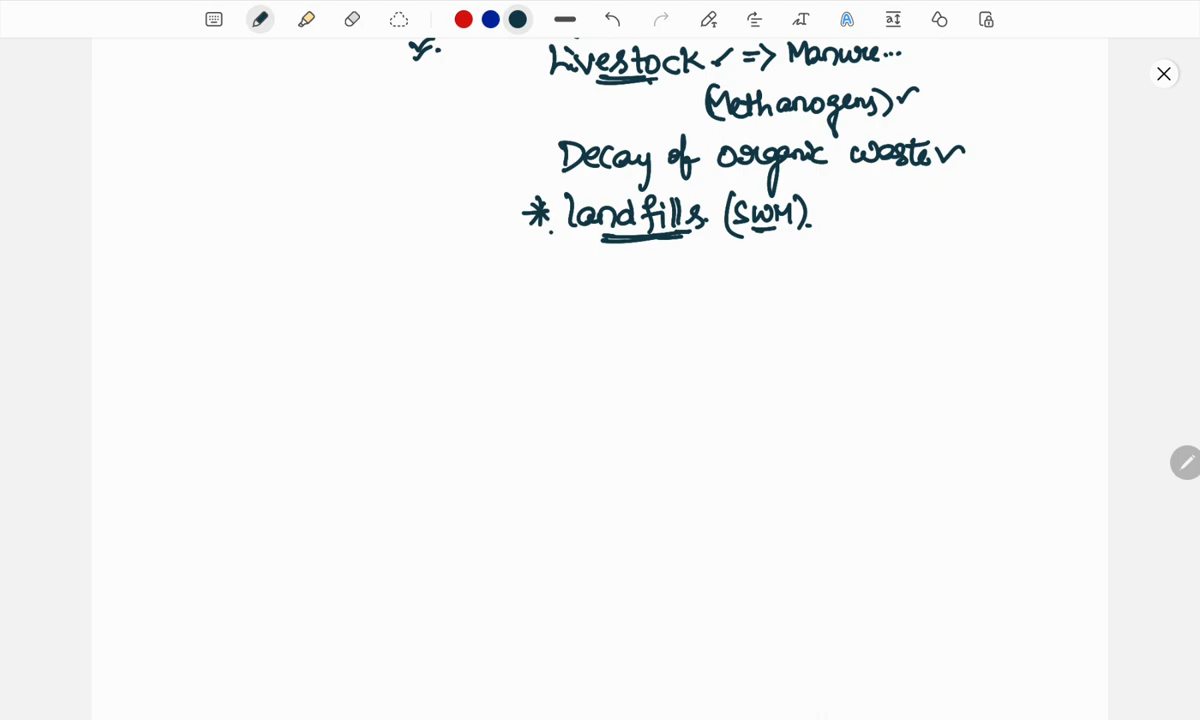 Livestock ✓ => Manure...
(Methanogens) ✓
Decay of organic waste ✓
* landfills. (SWM).